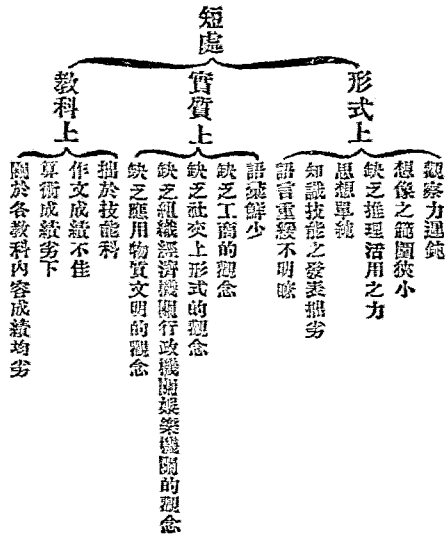 短處
形式上
觀察力遲鈍
想像之範圍狹小
缺乏推理活用之力
思想單純
知識技能之發表拙劣
語言重緩不明瞭
實質上
語彙鮮少
缺乏工商的觀念
缺乏社交上形式的觀念
缺乏組織經濟機關行政機關娛樂機關的觀念
缺乏應用物質文明的觀念
教科上
拙於技能科
作文成績不佳
算術成績劣下
關於各教科內容成績均劣